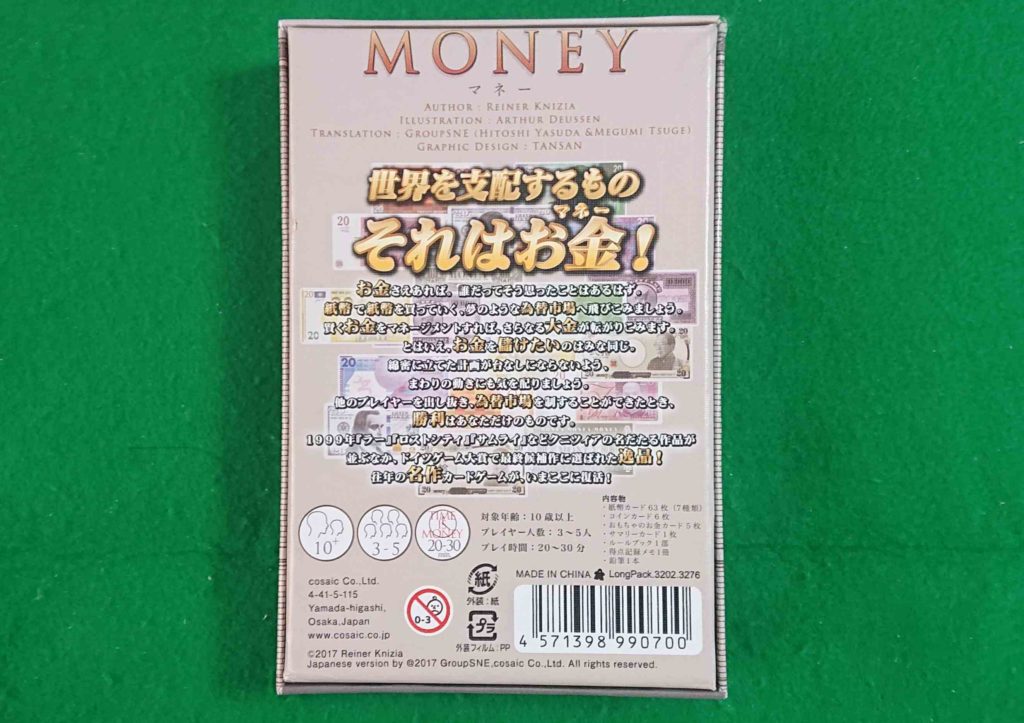 MONEY
マネー
AUTHOR : REINER KNIZIA
ILLUSTRATION : ARTHUR DEUSSEN
TRANSLATION : GROUPSNE (HITOSHI YASUDA &MEGUMI TSUGE)
GRAPHIC DESIGN : TANSAN
世界を支配するもの
マネー
それはお金!
お金さえあれば、誰だってそう思ったことはあるはず。
紙幣で紙幣を買っていく、夢のような為替市場へ飛びこみましょう。
賢くお金をマネージメントすれば、さらなる大金が転がりこみます。
とはいえ、お金を儲けたいのはみな同じ。
綿密に立てた計画が台なしにならないよう、
まわりの動きにも気を配りましょう。
他のプレイヤーを出し抜き、為替市場を制することができたとき、
勝利はあなただけのものです。
1999年「ラー」「ロストシティ」「サムライ」などクニツィアの名だたる作品が
並ぶなか、ドイツゲーム大賞で最終候補作に選ばれた逸品!
往年の名作カードゲームが、いまここに復活!
10+
3-5
TIME IS MONEY
20-30
min.
対象年齢:10歳以上
プレイヤー人数:3~5人
プレイ時間:20~30分
内容物
・紙幣カード63枚(7種類)
・コインカード6枚
・おもちゃのお金カード5枚
・サマリーカード1枚
・ルールブック1部
・得点記録メモ1冊
・鉛筆1本
cosaic Co.,Ltd.
4-41-5-115
Yamada-higashi,
Osaka,Japan
www.cosaic.co.jp
0-3
紙
外装:紙
プラ
外装フィルム:PP
MADE IN CHINA LongPack.3202.3276
4 571398 990700
©2017 Reiner Knizia
Japanese version by @2017 GroupSNE,cosaic Co.,Ltd. All rights reserved.